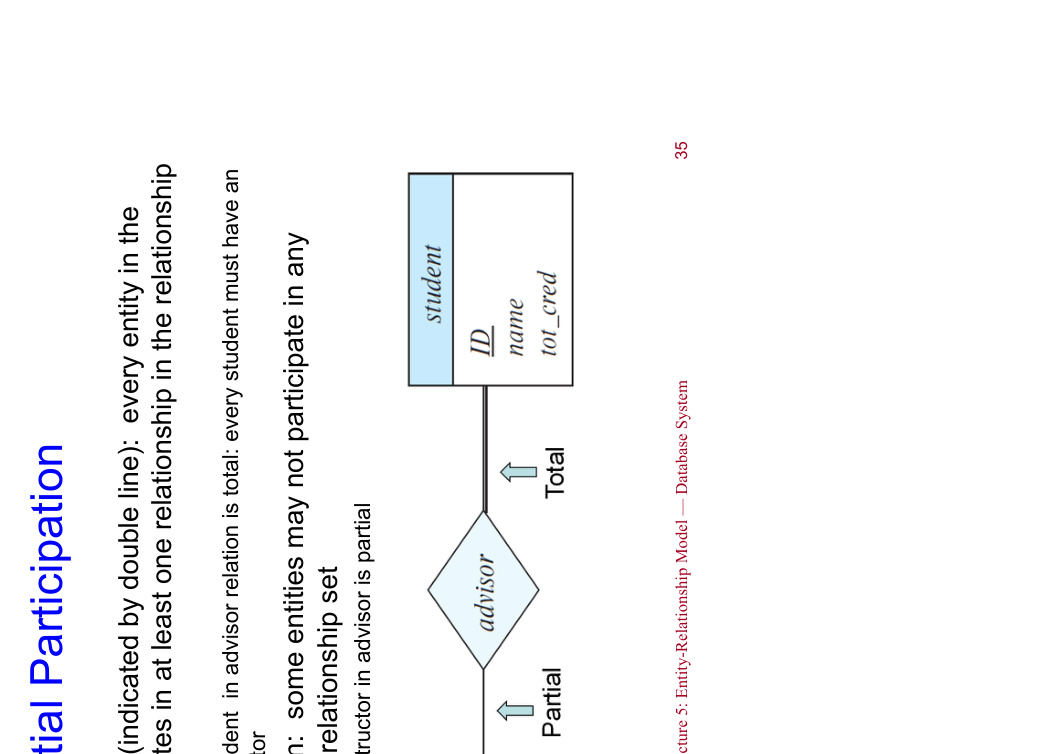 tial Participation
(indicated by double line): every entity in the
tes in at least one relationship in the relationship
dent in advisor relation is total: every student must have an
tor
n: some entities may not participate in any
relationship set
tructor in advisor is partial
advisor
student
ID
name
tot_cred
Partial
Total
cture 5: Entity-Relationship Model — Database System
35